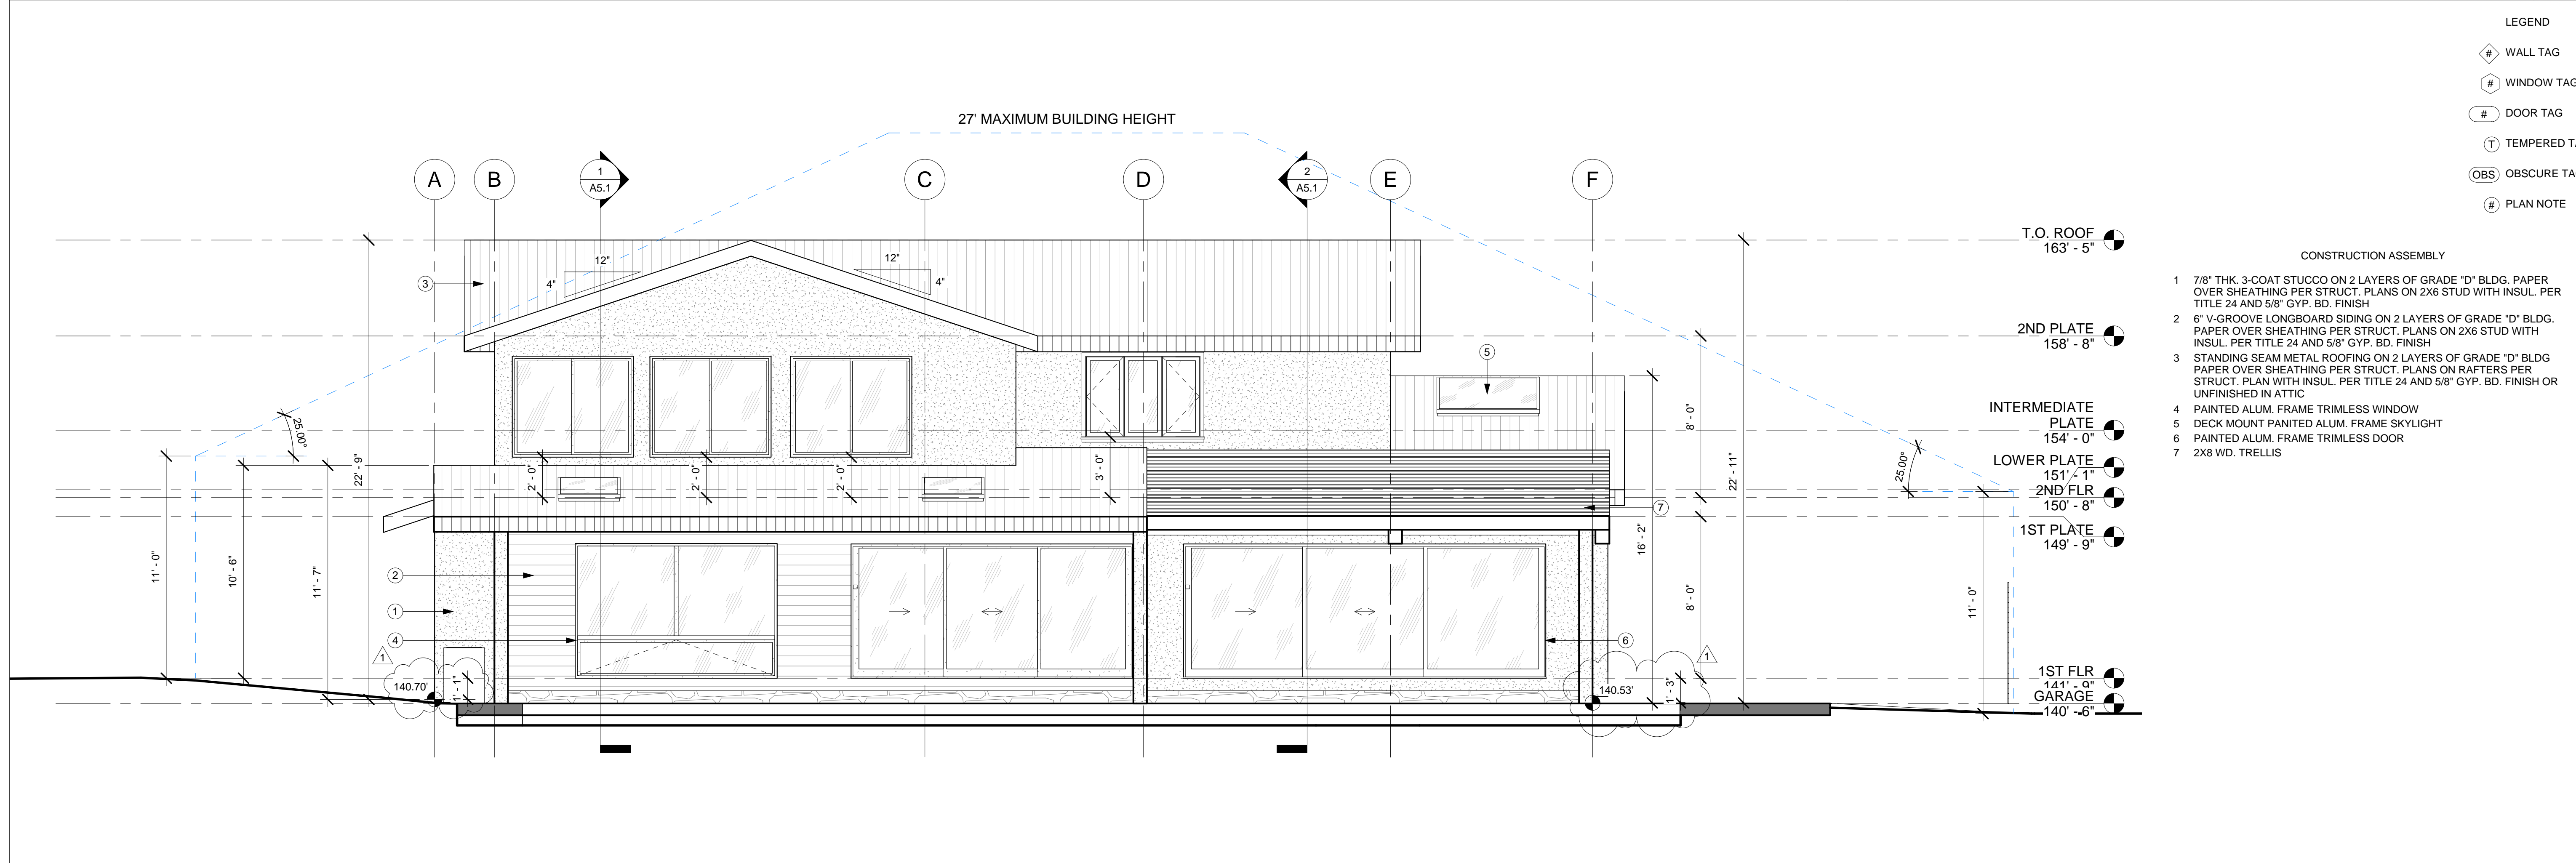 LEGEND
# WALL TAG
# WINDOW TAG
# DOOR TAG
T TEMPERED
OBS OBSCURE
# PLAN NOTE
27' MAXIMUM BUILDING HEIGHT
A
B
1
A5.1
C
D
2
A5.1
E
F
T.O. ROOF
163' - 5"
2ND PLATE
158' - 8"
INTERMEDIATE
PLATE
154' - 0"
LOWER PLATE
151' - 1"
2ND FLR
150' - 8"
1ST PLATE
149' - 9"
1ST FLR
141' - 9"
GARAGE
140' - 6"
CONSTRUCTION ASSEMBLY
1 7/8" THK. 3-COAT STUCCO ON 2 LAYERS OF GRADE "D" BLDG. PAPER
OVER SHEATHING PER STRUCT. PLANS ON 2X6 STUD WITH INSUL. PER
TITLE 24 AND 5/8" GYP. BD. FINISH
2 6" V-GROOVE LONGBOARD SIDING ON 2 LAYERS OF GRADE "D" BLDG.
PAPER OVER SHEATHING PER STRUCT. PLANS ON 2X6 STUD WITH
INSUL. PER TITLE 24 AND 5/8" GYP. BD. FINISH
3 STANDING SEAM METAL ROOFING ON 2 LAYERS OF GRADE "D" BLDG
PAPER OVER SHEATHING PER STRUCT. PLANS ON RAFTERS PER
STRUCT. PLAN WITH INSUL. PER TITLE 24 AND 5/8" GYP. BD. FINISH OR
UNFINISHED IN ATTIC
4 PAINTED ALUM. FRAME TRIMLESS WINDOW
5 DECK MOUNT PANITED ALUM. FRAME SKYLIGHT
6 PAINTED ALUM. FRAME TRIMLESS DOOR
7 2X8 WD. TRELLIS
12"
4"
12"
4"
3
5
25.00°
25.00°
22' - 9"
22' - 11"
8' - 0"
2' - 0"
2' - 0"
2' - 0"
3' - 0"
7
16' - 2"
11' - 0"
10' - 6"
11' - 7"
8' - 0"
11' - 0"
2
1
4
6
1
1
140.70'
1' - 1"
140.53'
1' - 3"